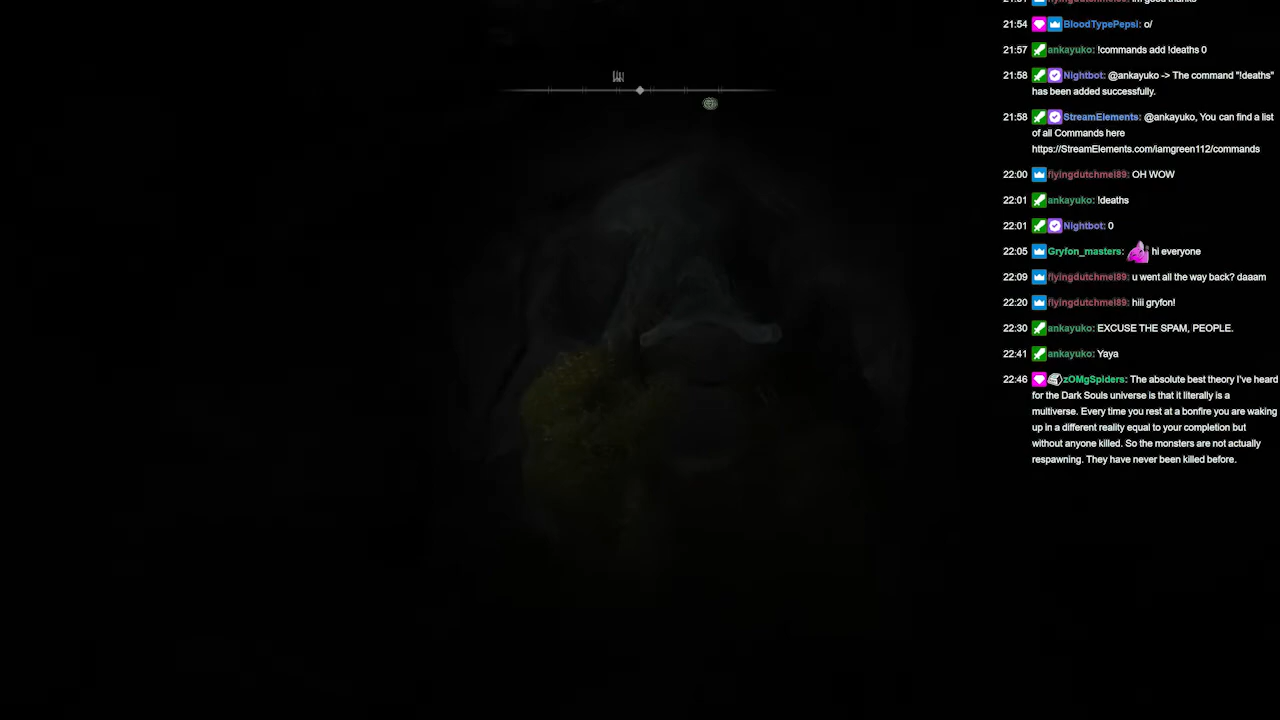 21:54 BloodTypePepsI: o/
21:57 ankayuko: !commands add !deaths 0
21:58 Nightbot: @ankayuko -> The command "!deaths"
has been added successfully.
21:58 StreamElements: @ankayuko, You can find a list
of all Commands here
https://StreamElements.com/iamgreen112/commands
22:00 flyingdutchmei89: OH WOW
22:01 ankayuko: !deaths
22:01 Nightbot: 0
22:05 Gryfon_masters: hi everyone
22:09 flyingdutchmei89: u went all the way back? daaam
22:20 flyingdutchmei89: hiii gryfon!
22:30 ankayuko: EXCUSE THE SPAM, PEOPLE.
22:41 ankayuko: Yaya
22:46 zOMgSpiders: The absolute best theory I've heard
for the Dark Souls universe is that it literally is a
multiverse. Every time you rest at a bonfire you are waking
up in a different reality equal to your completion but
without anyone killed. So the monsters are not actually
respawning. They have never been killed before.